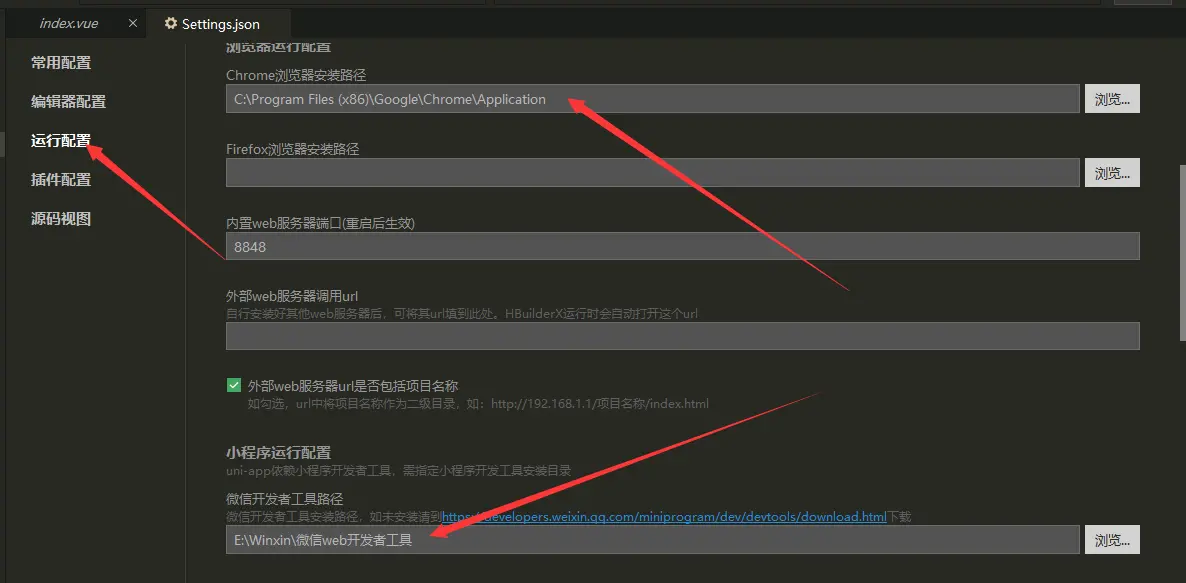 index.vue
Settings.json
常用配置
编辑器配置
运行配置
插件配置
源码视图
浏览器运行配置
Chrome浏览器安装路径
C:\Program Files (x86)\Google\Chrome\Application
浏览...
Firefox浏览器安装路径
浏览...
内置web服务器端口(重启后生效)
8848
外部web服务器调用url
自行安装好其他web服务器后，可将其url填到此处。HBuilderX运行时会自动打开这个url
外部web服务器url是否包括项目名称
如勾选，url中将项目名称作为二级目录，如：http://192.168.1.1/项目名称/index.html
小程序运行配置
uni-app依赖小程序开发者工具，需指定小程序开发工具安装目录
微信开发者工具路径
微信开发者工具安装路径，如未安装请到https://developers.weixin.qq.com/miniprogram/dev/devtools/download.html下载
E:\Winxin\微信web开发者工具
浏览...